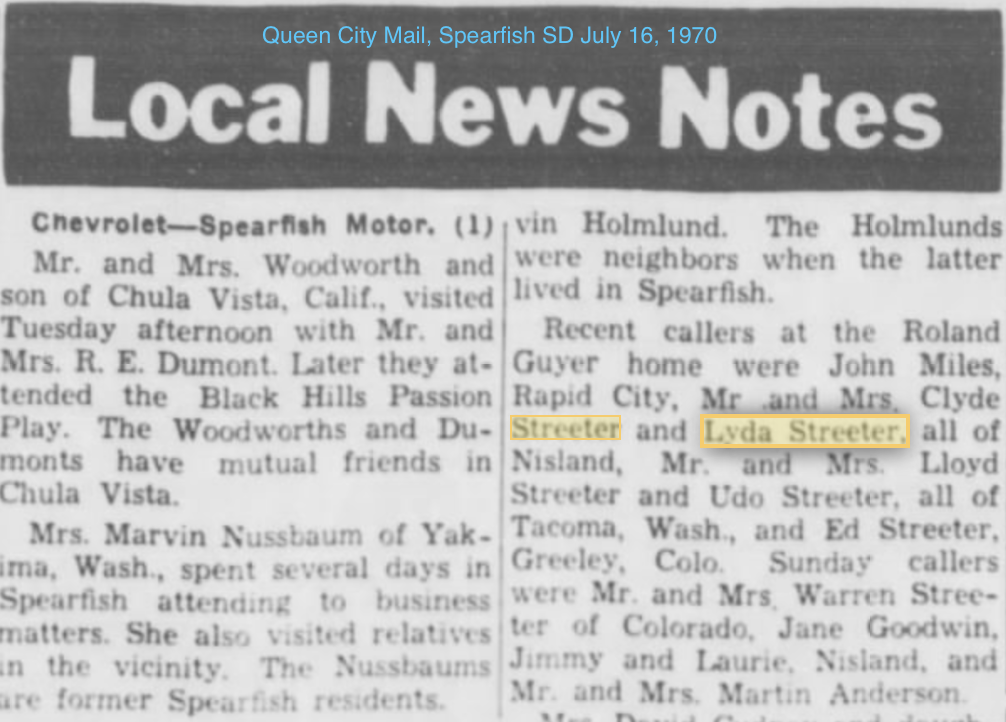 Queen City Mail, Spearfish SD July 16, 1970
Local News Notes
Chevrolet—Spearfish Motor. (1)
Mr. and Mrs. Woodworth and
son of Chula Vista, Calif., visited
Tuesday afternoon with Mr. and
Mrs. R. E. Dumont. Later they at-
tended the Black Hills Passion
Play. The Woodworths and Du-
monts have mutual friends in
Chula Vista.
Mrs. Marvin Nussbaum of Yak-
ima, Wash., spent several days in
Spearfish attending to business
matters. She also visited relatives
in the vicinity. The Nussbaums
are former Spearfish residents.
vin Holmlund. The Holmlunds
were neighbors when the latter
lived in Spearfish.
Recent callers at the Roland
Guyer home were John Miles,
Rapid City, Mr .and Mrs. Clyde
Streeter and Lyda Streeter, all of
Nisland, Mr. and Mrs. Lloyd
Streeter and Udo Streeter, all of
Tacoma, Wash., and Ed Streeter,
Greeley, Colo. Sunday callers
were Mr. and Mrs. Warren Stree-
ter of Colorado, Jane Goodwin,
Jimmy and Laurie, Nisland, and
Mr. and Mrs. Martin Anderson.
Mrs. David